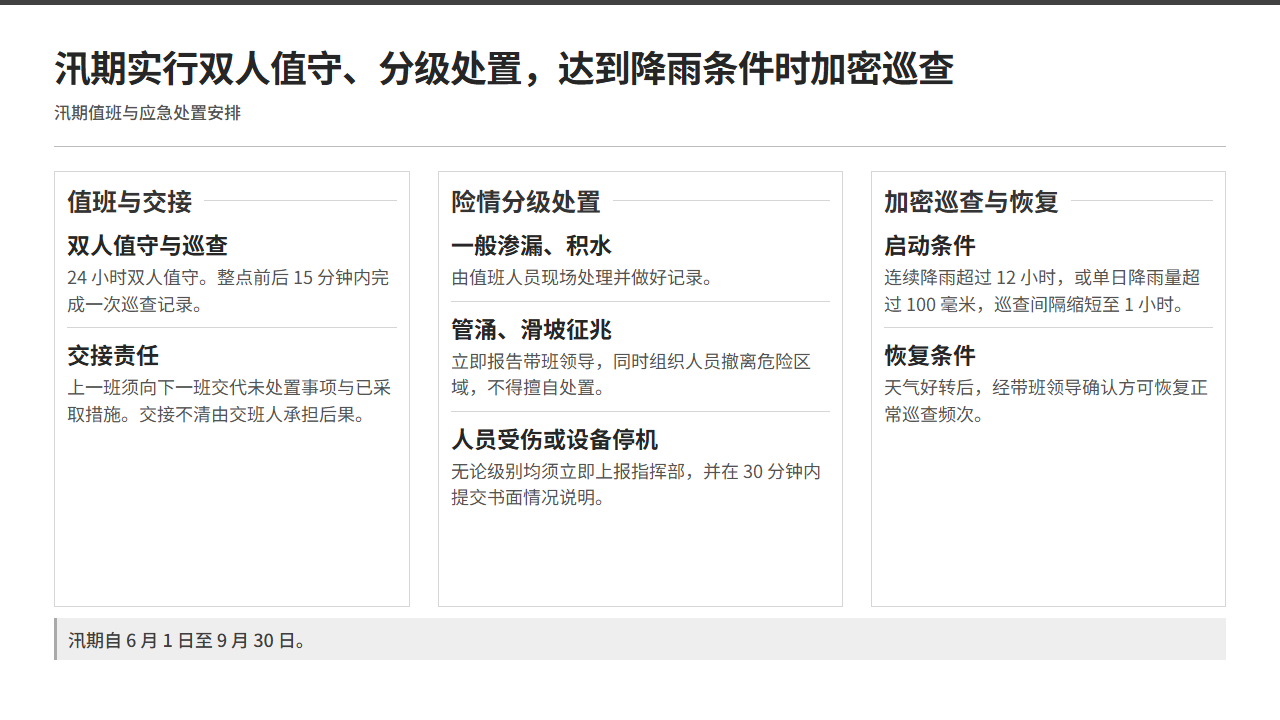 汛期实行双人值守、分级处置，达到降雨条件时加密巡查
汛期值班与应急处置安排
值班与交接
双人值守与巡查
24 小时双人值守。整点前后 15 分钟内完
成一次巡查记录。
交接责任
上一班须向下一班交代未处置事项与已采
取措施。交接不清由交班人承担后果。
险情分级处置
一般渗漏、积水
由值班人员现场处理并做好记录。
管涌、滑坡征兆
立即报告带班领导，同时组织人员撤离危险区
域，不得擅自处置。
人员受伤或设备停机
无论级别均须立即上报指挥部，并在 30 分钟内
提交书面情况说明。
加密巡查与恢复
启动条件
连续降雨超过 12 小时，或单日降雨量超
过 100 毫米，巡查间隔缩短至 1 小时。
恢复条件
天气好转后，经带班领导确认方可恢复正
常巡查频次。
汛期自 6 月 1 日至 9 月 30 日。